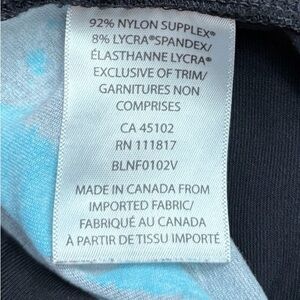 92% NYLON SUPLEX®
8% LYCRA®SPANDEX/
ÉLASTHANNE LYCRA®
EXCLUSIVE OF TRIM/
GARNITURES NON
COMPRISES
CA 45102
RN 111817
BLNF0102V
MADE IN CANADA FROM
IMPORTED FABRIC/
FABRIQUÉ AU CANADA
À PARTIR DE TISSU IMPORTÉ